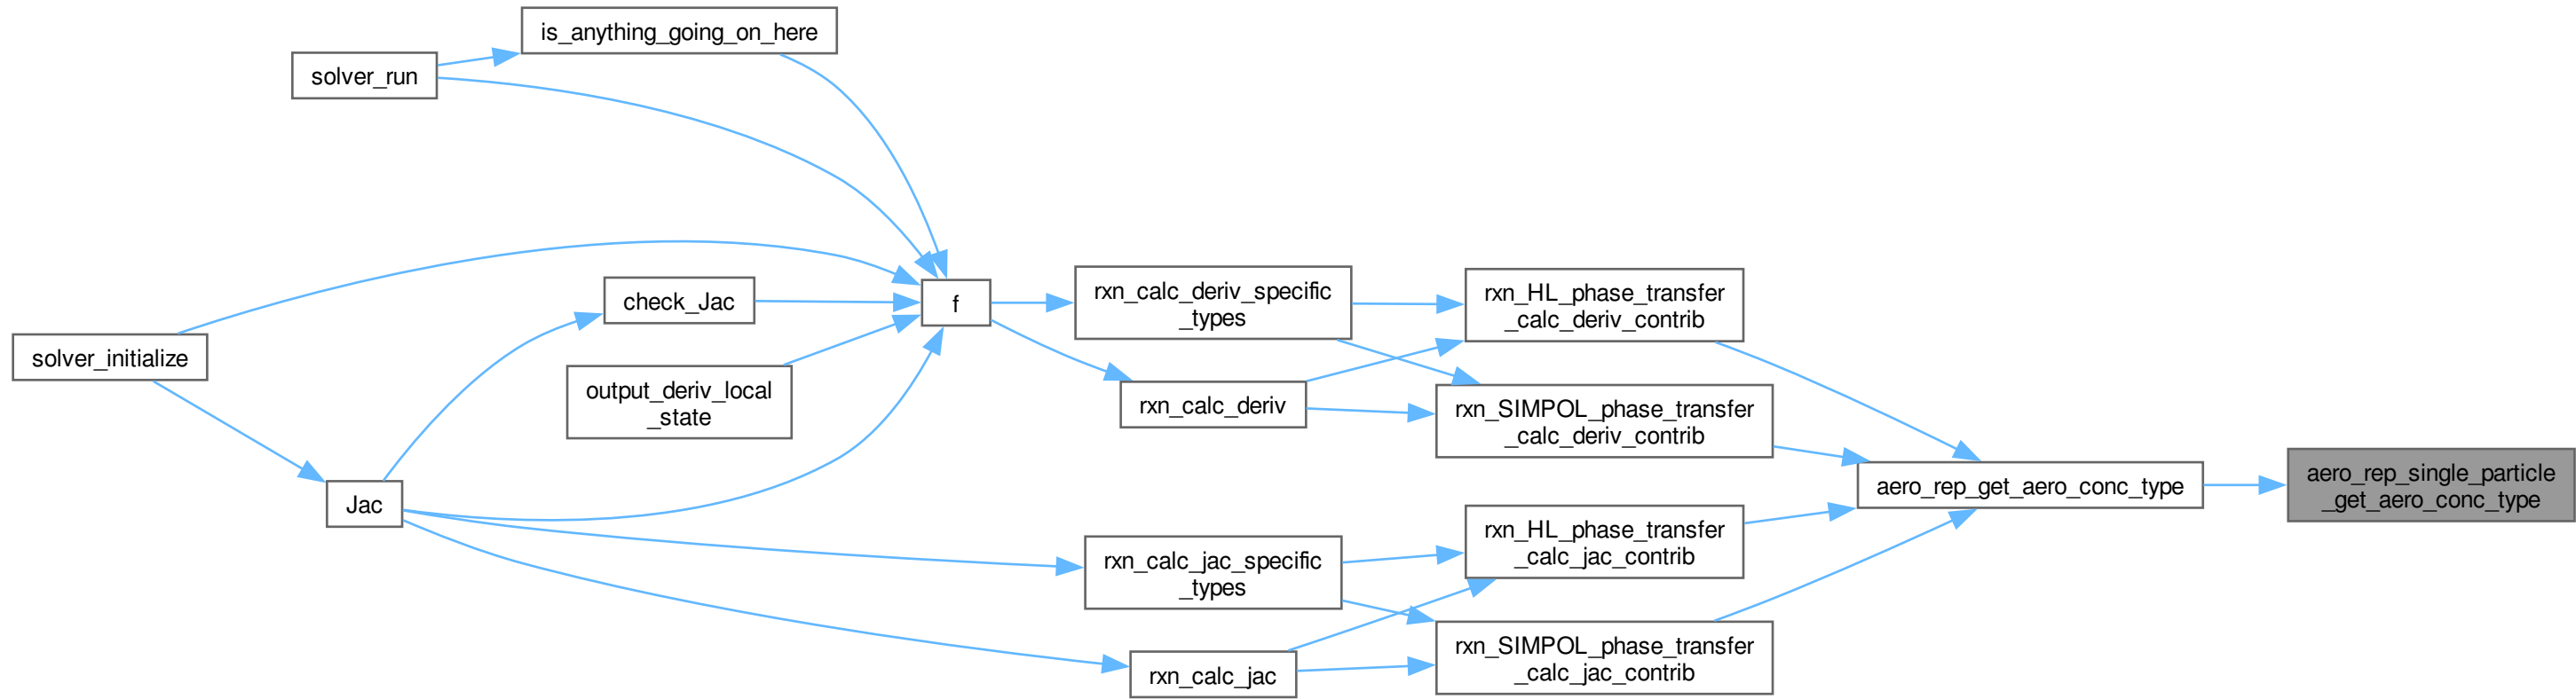 is_anything_going_on_here
solver_run
solver_initialize
check_Jac
output_deriv_local
_state
Jac
f
rxn_calc_deriv_specific
_types
rxn_calc_deriv
rxn_calc_jac_specific
_types
rxn_calc_jac
rxn_HL_phase_transfer
_calc_deriv_contrib
rxn_SIMPOL_phase_transfer
_calc_deriv_contrib
rxn_HL_phase_transfer
_calc_jac_contrib
rxn_SIMPOL_phase_transfer
_calc_jac_contrib
aero_rep_get_aero_conc_type
aero_rep_single_particle
_get_aero_conc_type